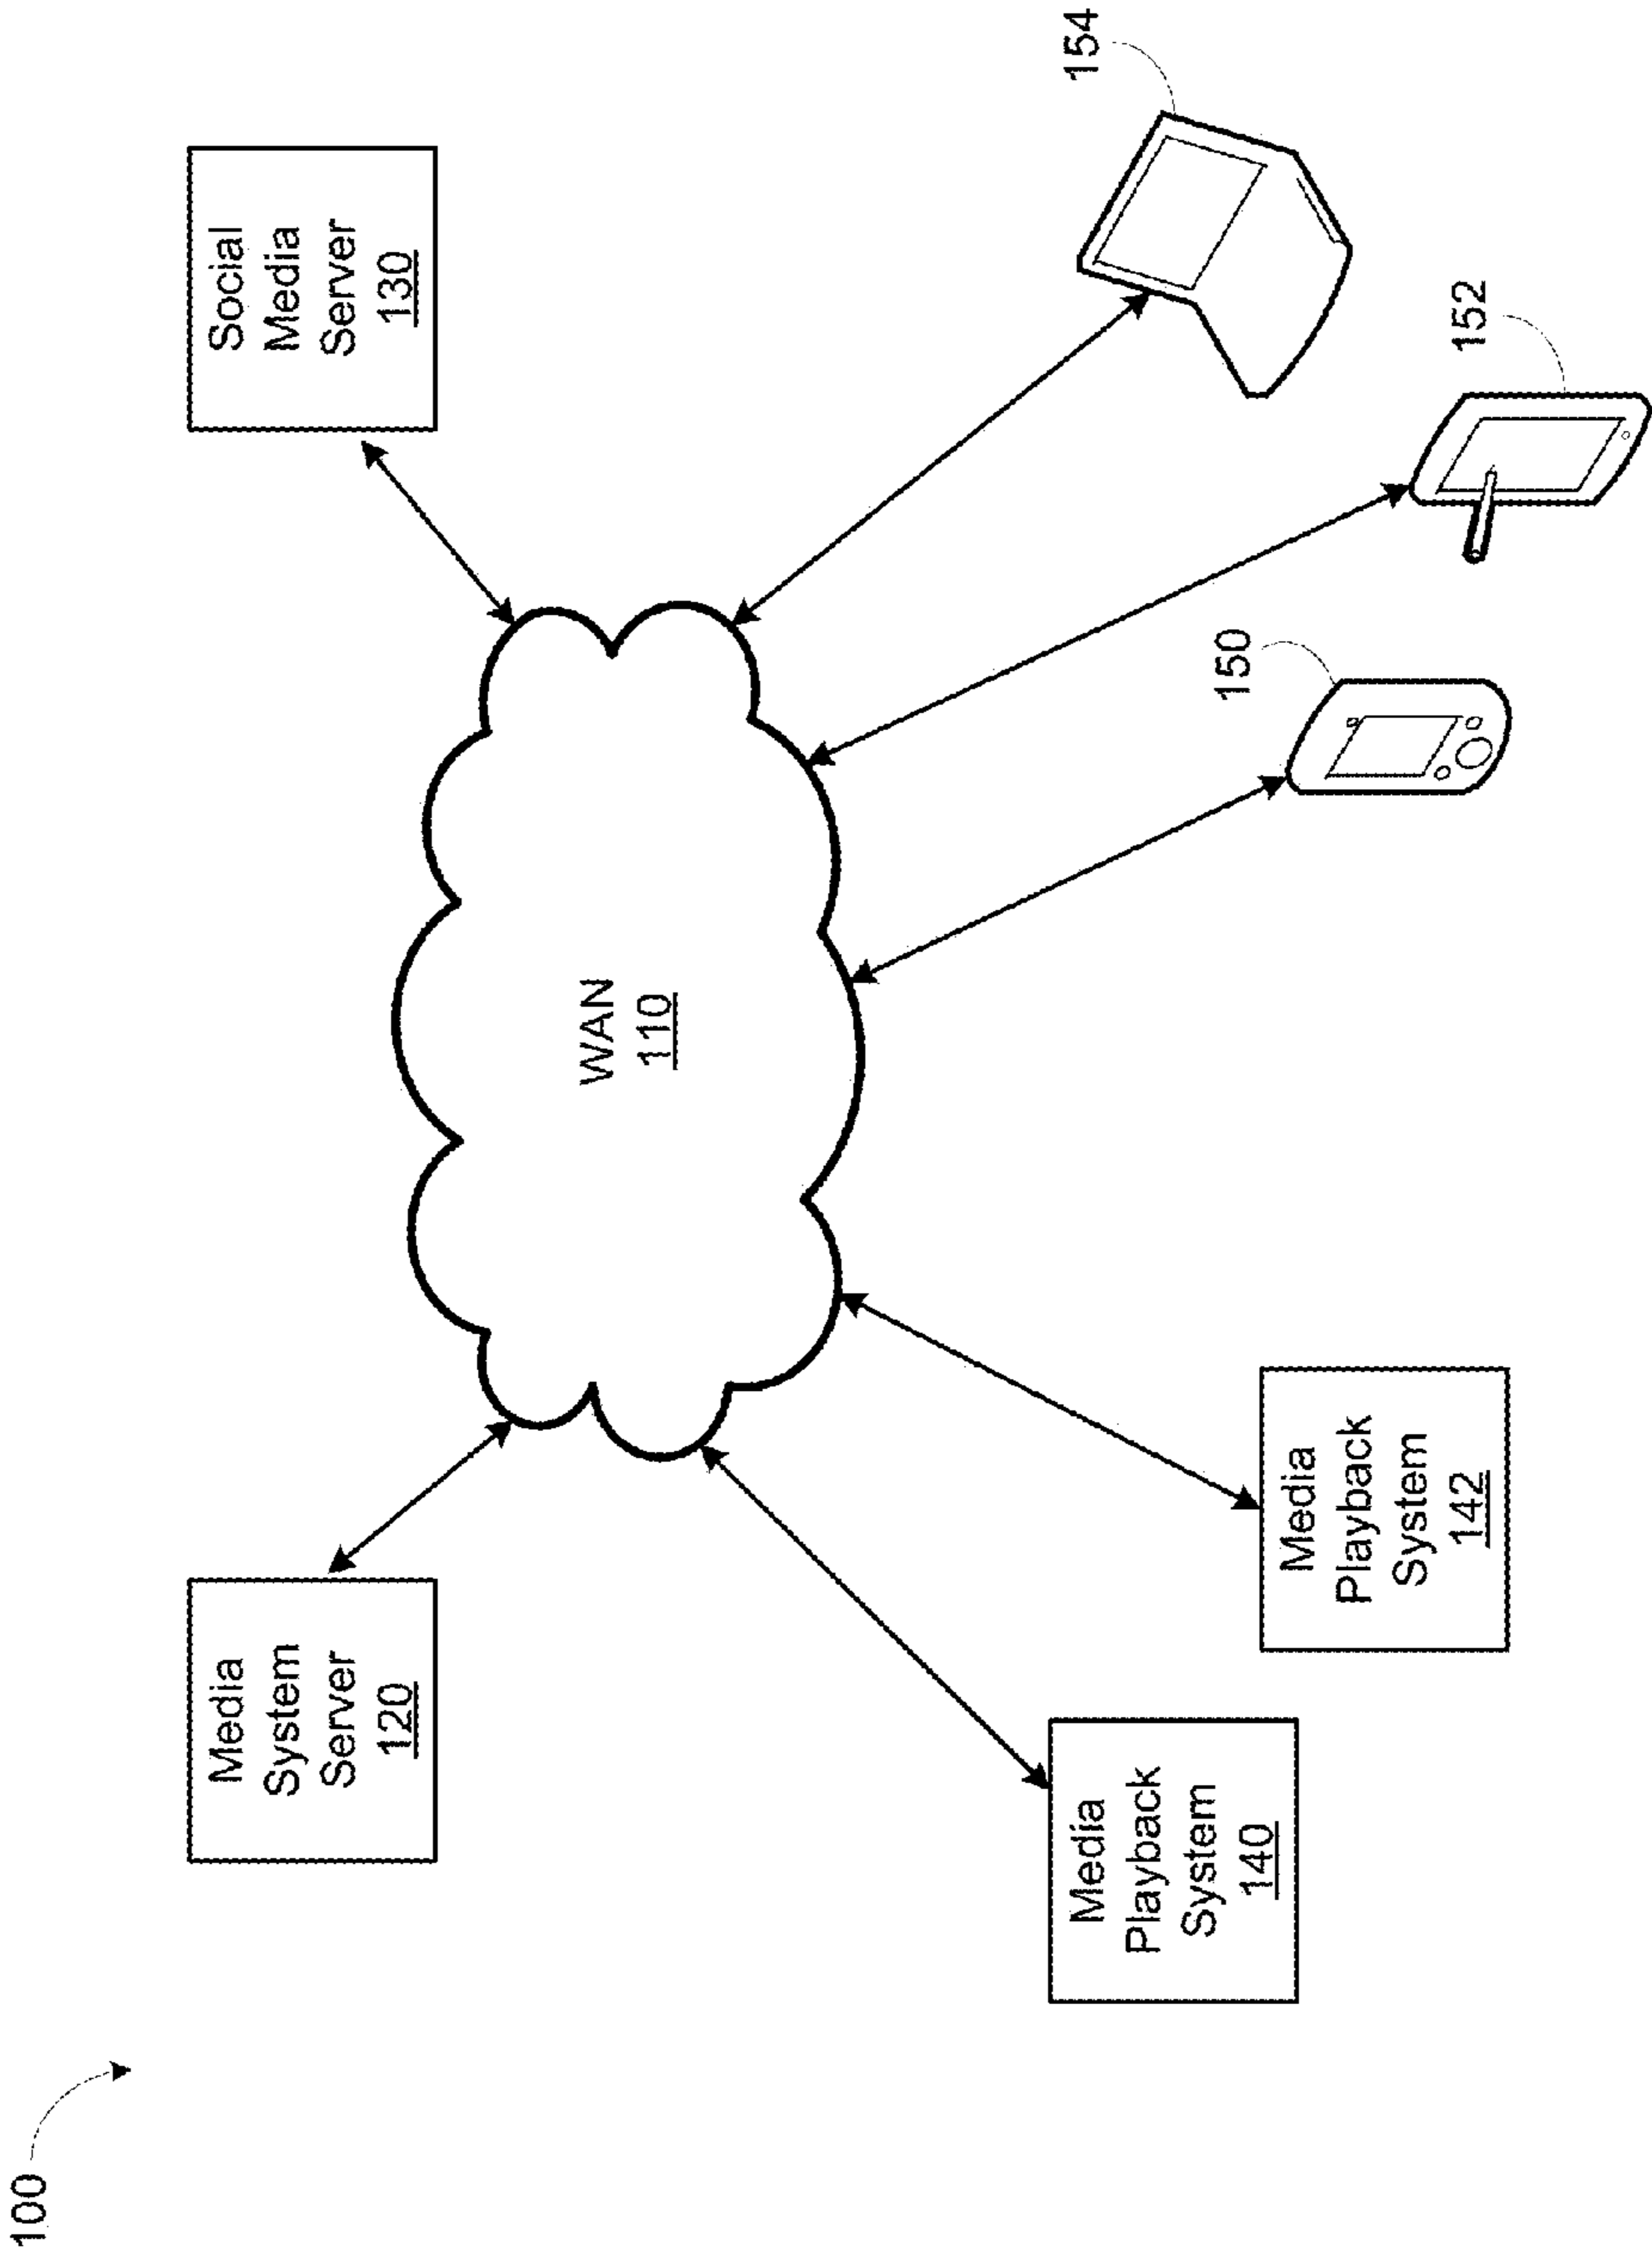 100
Media
System
Server
120
Social
Media
Server
130
WAN
110
Media
Playback
System
140
Media
Playback
System
142
150
152
154